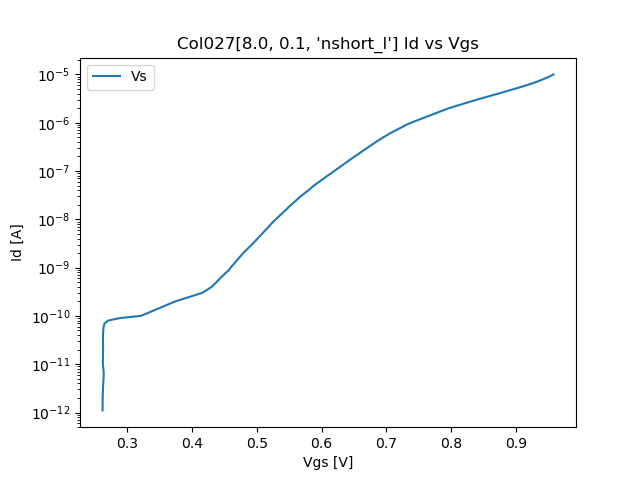 Col027[8.0, 0.1, 'nshort_l'] Id vs Vgs
Vs
Id [A]
10⁻⁵
10⁻⁶
10⁻⁷
10⁻⁸
10⁻⁹
10⁻¹⁰
10⁻¹¹
10⁻¹²
0.3 0.4 0.5 0.6 0.7 0.8 0.9
Vgs [V]